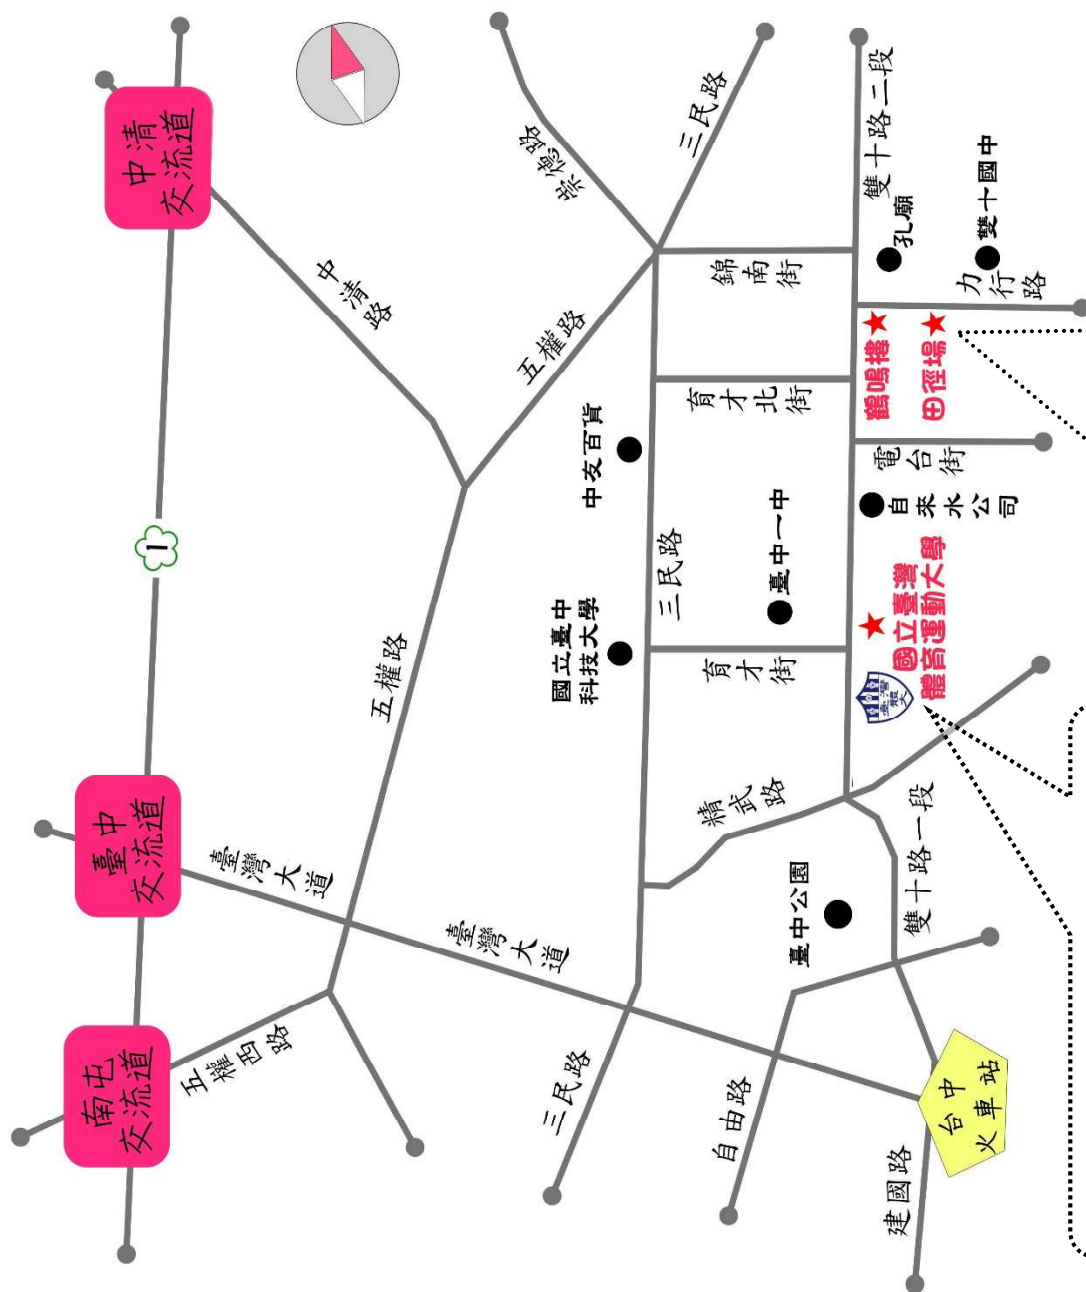 中清
交流道
臺中
交流道
南屯
交流道
1
中清路
崇德路
三民路
雙十路二段
孔廟
雙十國中
錦南街
力行路
五權路
鶴鳴樓
田徑場
中友百貨
育才北街
電台街
臺中一中
自來水公司
三民路
國立臺中
科技大學
國立臺灣
體育運動大學
臺灣體大
育才街
五權路
精武路
臺灣大道
臺灣大道
臺中公園
雙十路一段
五權西路
三民路
自由路
台中
火車站
建國路